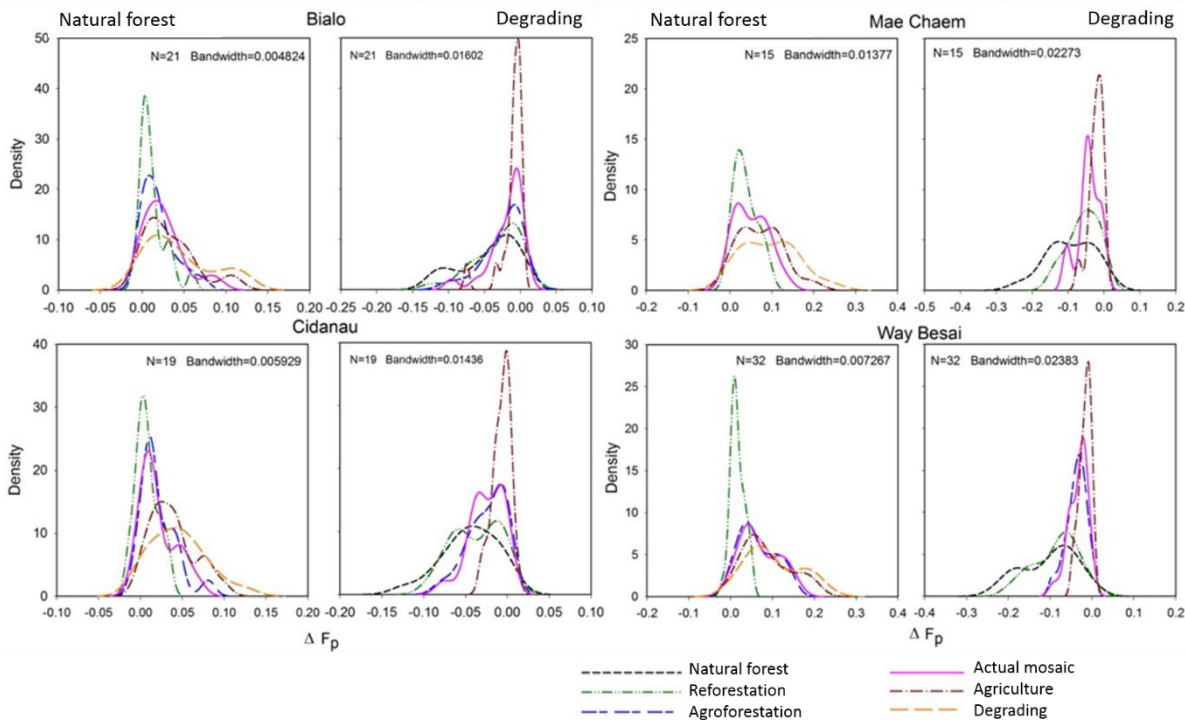 Natural forest Bialo Degrading
Natural forest Mae Chaem Degrading
N=21 Bandwidth=0.004824
N=21 Bandwidth=0.01602
N=15 Bandwidth=0.01377
N=15 Bandwidth=0.02273
Density
50
40
30
20
10
0
-0.10 -0.05 0.00 0.05 0.10 0.15 0.20
-0.20 -0.15 -0.10 -0.05 0.00 0.05 0.10
Density
25
20
15
10
5
0
-0.2 -0.1 0.0 0.1 0.2 0.3 0.4
-0.5 -0.4 -0.3 -0.2 -0.1 0.0 0.1 0.2
Cidanau
Way Besai
N=19 Bandwidth=0.005929
N=19 Bandwidth=0.01436
N=32 Bandwidth=0.007267
N=32 Bandwidth=0.02383
Density
40
30
20
10
0
-0.10 -0.05 0.00 0.05 0.10 0.15 0.20
-0.20 -0.15 -0.10 -0.05 0.00 0.05 0.10
Density
30
25
20
15
10
5
0
-0.2 -0.1 0.0 0.1 0.2 0.3 0.4
-0.4 -0.3 -0.2 -0.1 0.0 0.1 0.2
Δ Fp
Δ Fp
Natural forest
Reforestation
Agroforestation
Actual mosaic
Agriculture
Degrading